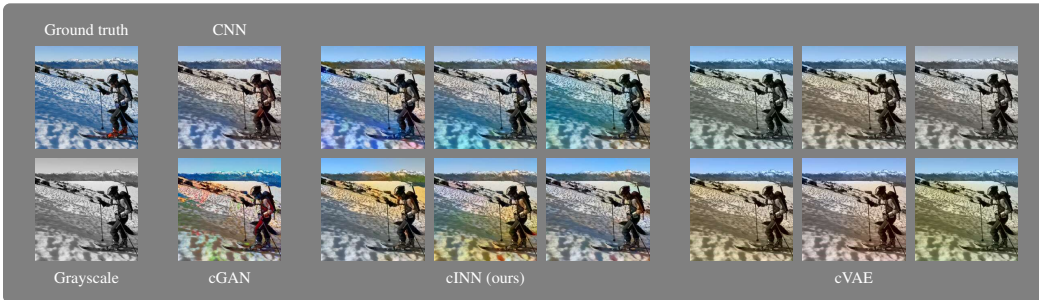 Ground truth
CNN
Grayscale
cGAN
cINN (ours)
cVAE